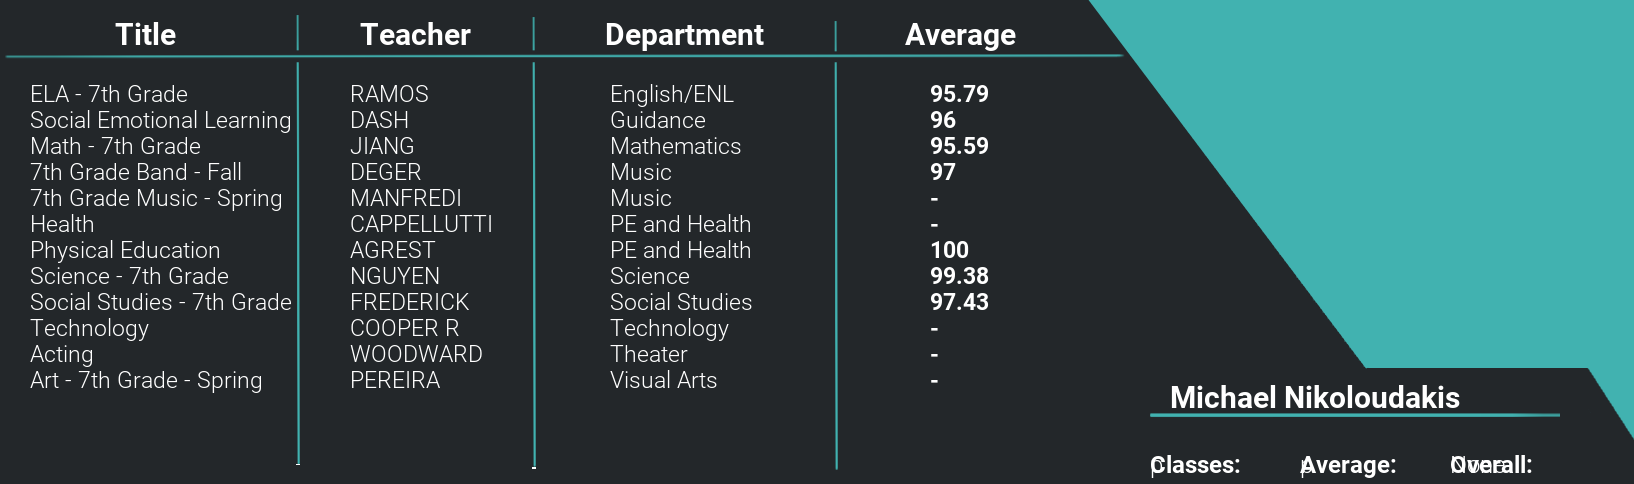 Title Teacher Department Average
ELA - 7th Grade RAMOS English/ENL 95.79
Social Emotional Learning DASH Guidance 96
Math - 7th Grade JIANG Mathematics 95.59
7th Grade Band - Fall DEGER Music 97
7th Grade Music - Spring MANFREDI Music -
Health CAPPELLUTTI PE and Health -
Physical Education AGREST PE and Health 100
Science - 7th Grade NGUYEN Science 99.38
Social Studies - 7th Grade FREDERICK Social Studies 97.43
Technology COOPER R Technology -
Acting WOODWARD Theater -
Art - 7th Grade - Spring PEREIRA Visual Arts -
Michael Nikoloudakis
Classes: Average: Overall: